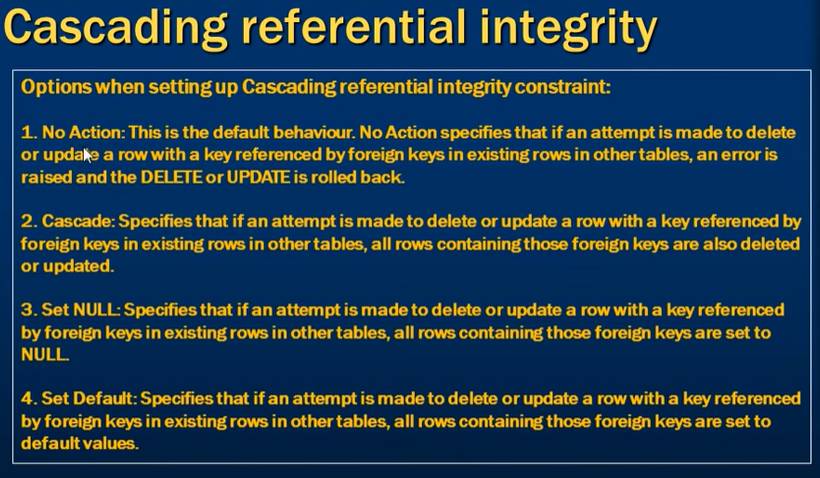 Cascading referential integrity
Options when setting up Cascading referential integrity constraint:
1. No Action: This is the default behaviour. No Action specifies that if an attempt is made to delete
or update a row with a key referenced by foreign keys in existing rows in other tables, an error is
raised and the DELETE or UPDATE is rolled back.
2. Cascade: Specifies that if an attempt is made to delete or update a row with a key referenced by
foreign keys in existing rows in other tables, all rows containing those foreign keys are also deleted
or updated.
3. Set NULL: Specifies that if an attempt is made to delete or update a row with a key referenced
by foreign keys in existing rows in other tables, all rows containing those foreign keys are set to
NULL.
4. Set Default: Specifies that if an attempt is made to delete or update a row with a key referenced
by foreign keys in existing rows in other tables, all rows containing those foreign keys are set to
default values.